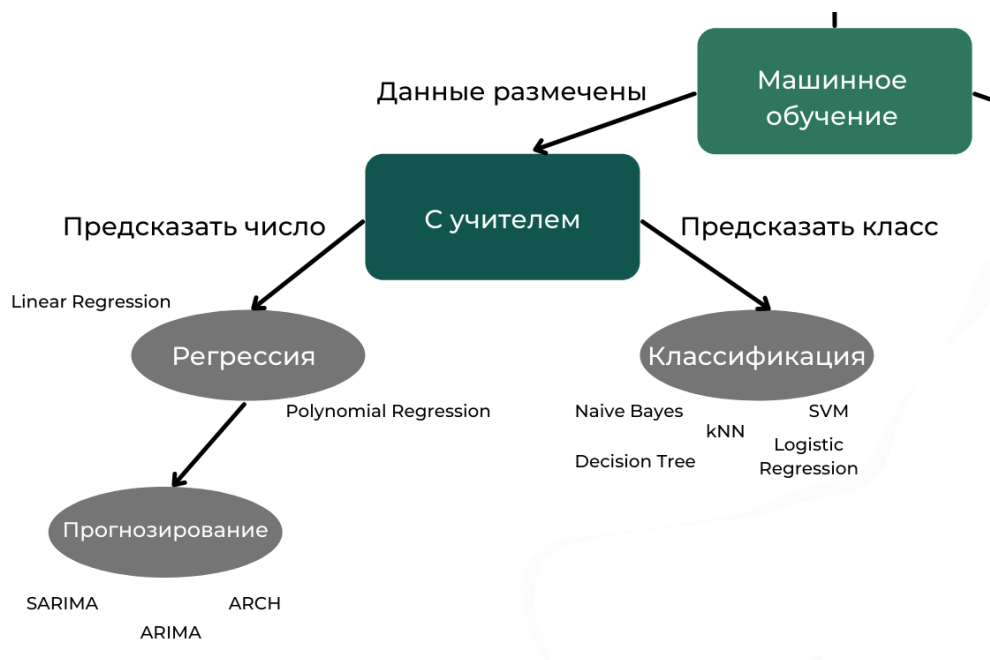 Машинное
обучение
Данные размечены
С учителем
Предсказать число
Предсказать класс
Linear Regression
Регрессия
Классификация
Polynomial Regression
Naive Bayes
SVM
kNN
Logistic
Regression
Decision Tree
Прогнозирование
SARIMA
ARCH
ARIMA